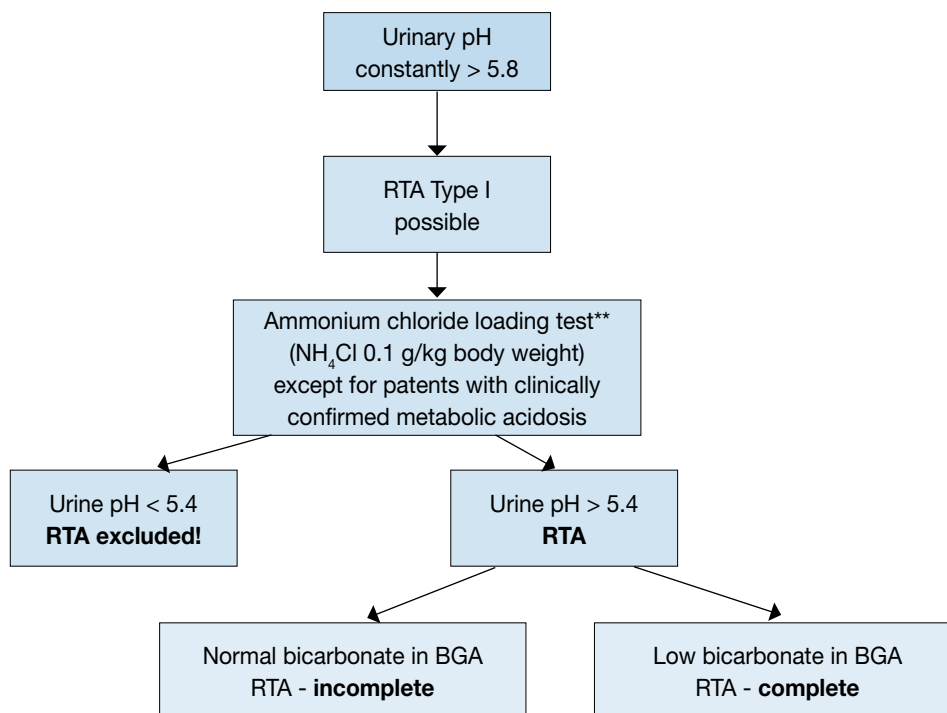 Urinary pH
constantly > 5.8
RTA Type I
possible
Ammonium chloride loading test**
(NH₄Cl 0.1 g/kg body weight)
except for patents with clinically
confirmed metabolic acidosis
Urine pH < 5.4
RTA excluded!
Urine pH > 5.4
RTA
Normal bicarbonate in BGA
RTA - incomplete
Low bicarbonate in BGA
RTA - complete